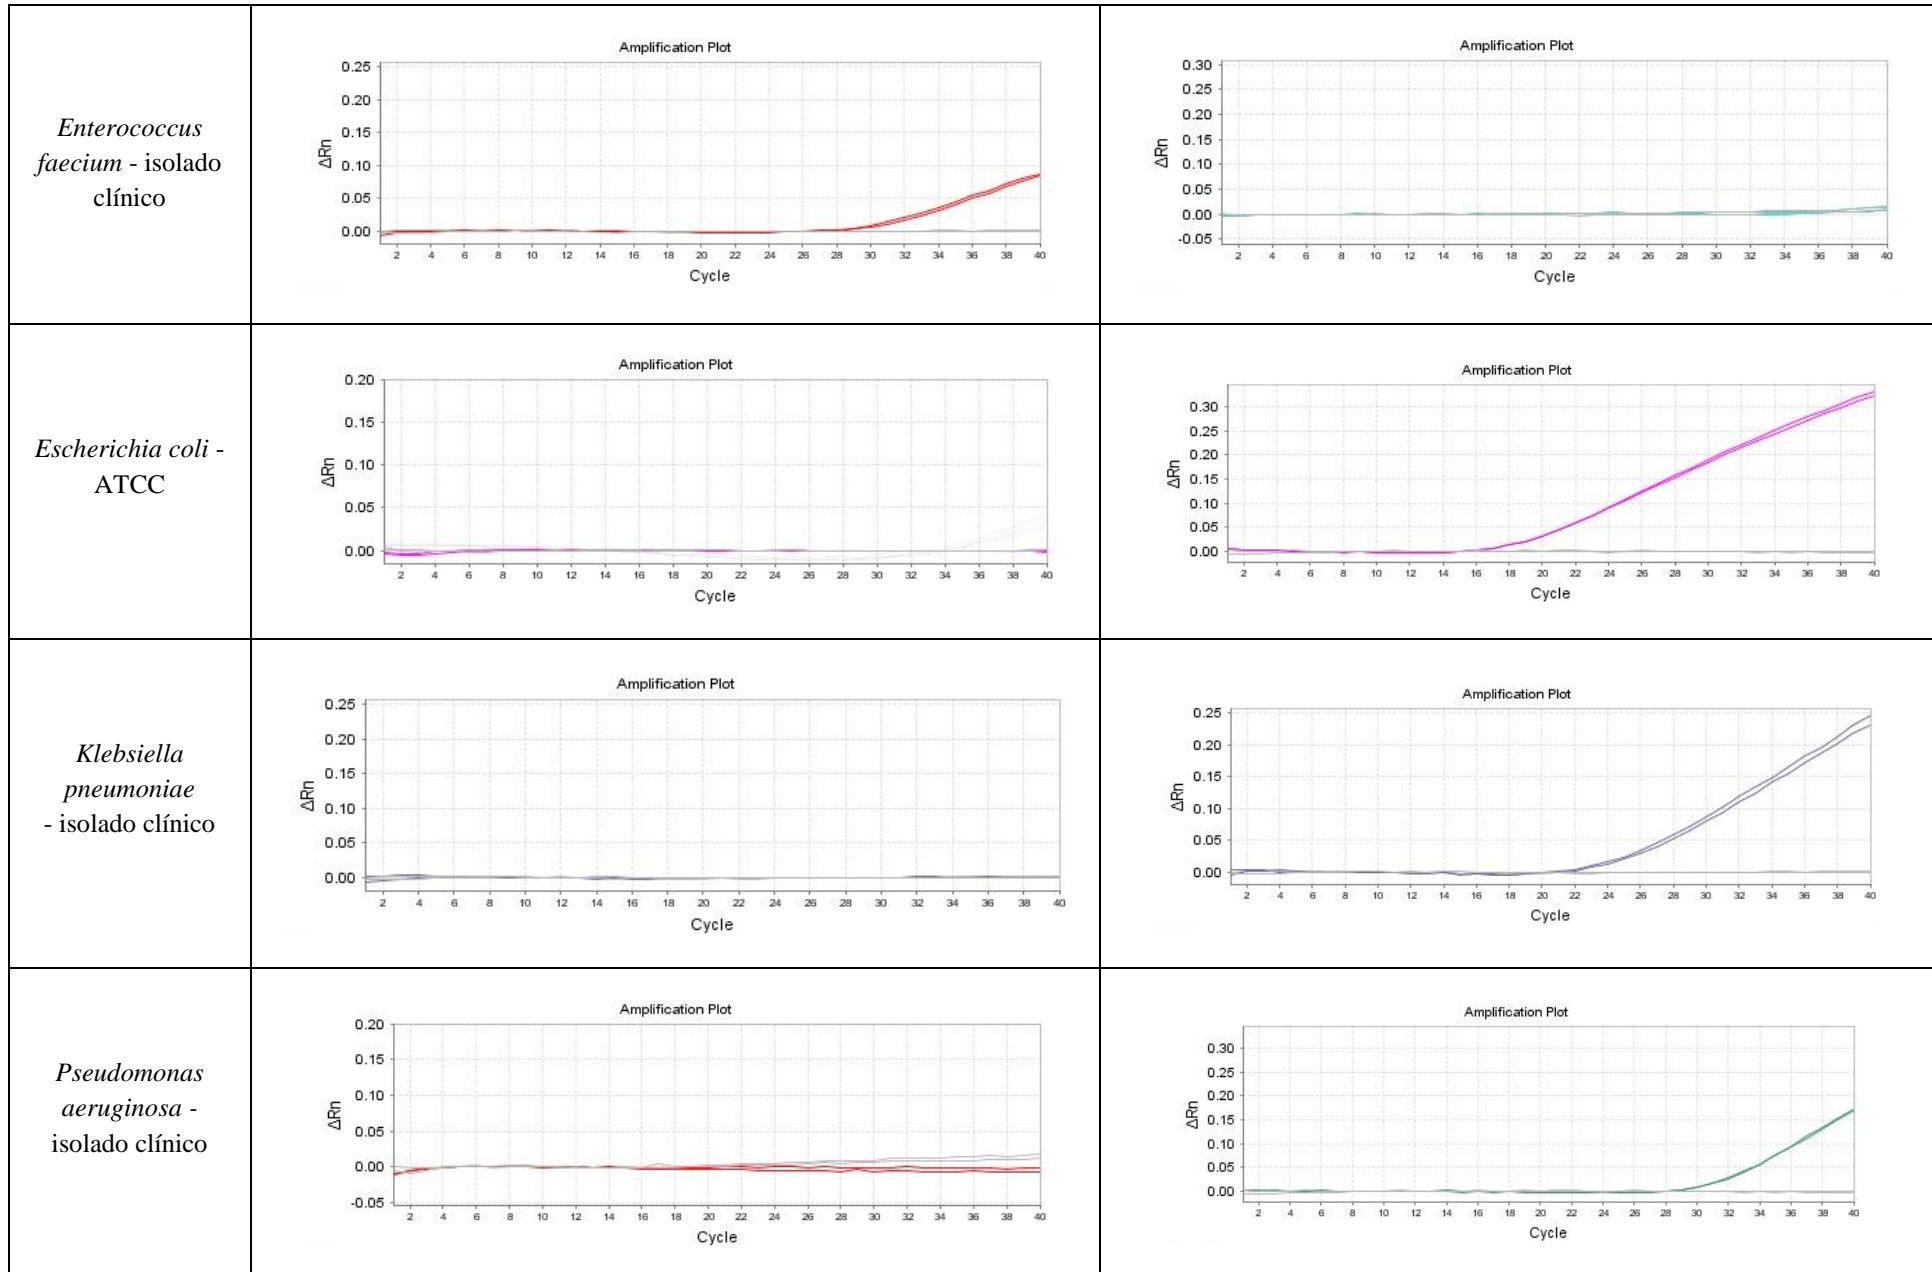 Enterococcus
faecium - isolado
clínico
Amplification Plot
0.25
0.20
0.15
0.10
0.05
0.00
ΔRn
2 4 6 8 10 12 14 16 18 20 22 24 26 28 30 32 34 36 38 40
Cycle
Amplification Plot
0.30
0.25
0.20
0.15
0.10
0.05
0.00
-0.05
ΔRn
2 4 6 8 10 12 14 16 18 20 22 24 26 28 30 32 34 36 38 40
Cycle
Escherichia coli -
ATCC
Amplification Plot
0.20
0.15
0.10
0.05
0.00
ΔRn
2 4 6 8 10 12 14 16 18 20 22 24 26 28 30 32 34 36 38 40
Cycle
Amplification Plot
0.30
0.25
0.20
0.15
0.10
0.05
0.00
ΔRn
2 4 6 8 10 12 14 16 18 20 22 24 26 28 30 32 34 36 38 40
Cycle
Klebsiella
pneumoniae
- isolado clínico
Amplification Plot
0.25
0.20
0.15
0.10
0.05
0.00
ΔRn
2 4 6 8 10 12 14 16 18 20 22 24 26 28 30 32 34 36 38 40
Cycle
Amplification Plot
0.25
0.20
0.15
0.10
0.05
0.00
ΔRn
2 4 6 8 10 12 14 16 18 20 22 24 26 28 30 32 34 36 38 40
Cycle
Pseudomonas
aeruginosa -
isolado clínico
Amplification Plot
0.20
0.15
0.10
0.05
0.00
-0.05
ΔRn
2 4 6 8 10 12 14 16 18 20 22 24 26 28 30 32 34 36 38 40
Cycle
Amplification Plot
0.30
0.25
0.20
0.15
0.10
0.05
0.00
ΔRn
2 4 6 8 10 12 14 16 18 20 22 24 26 28 30 32 34 36 38 40
Cycle